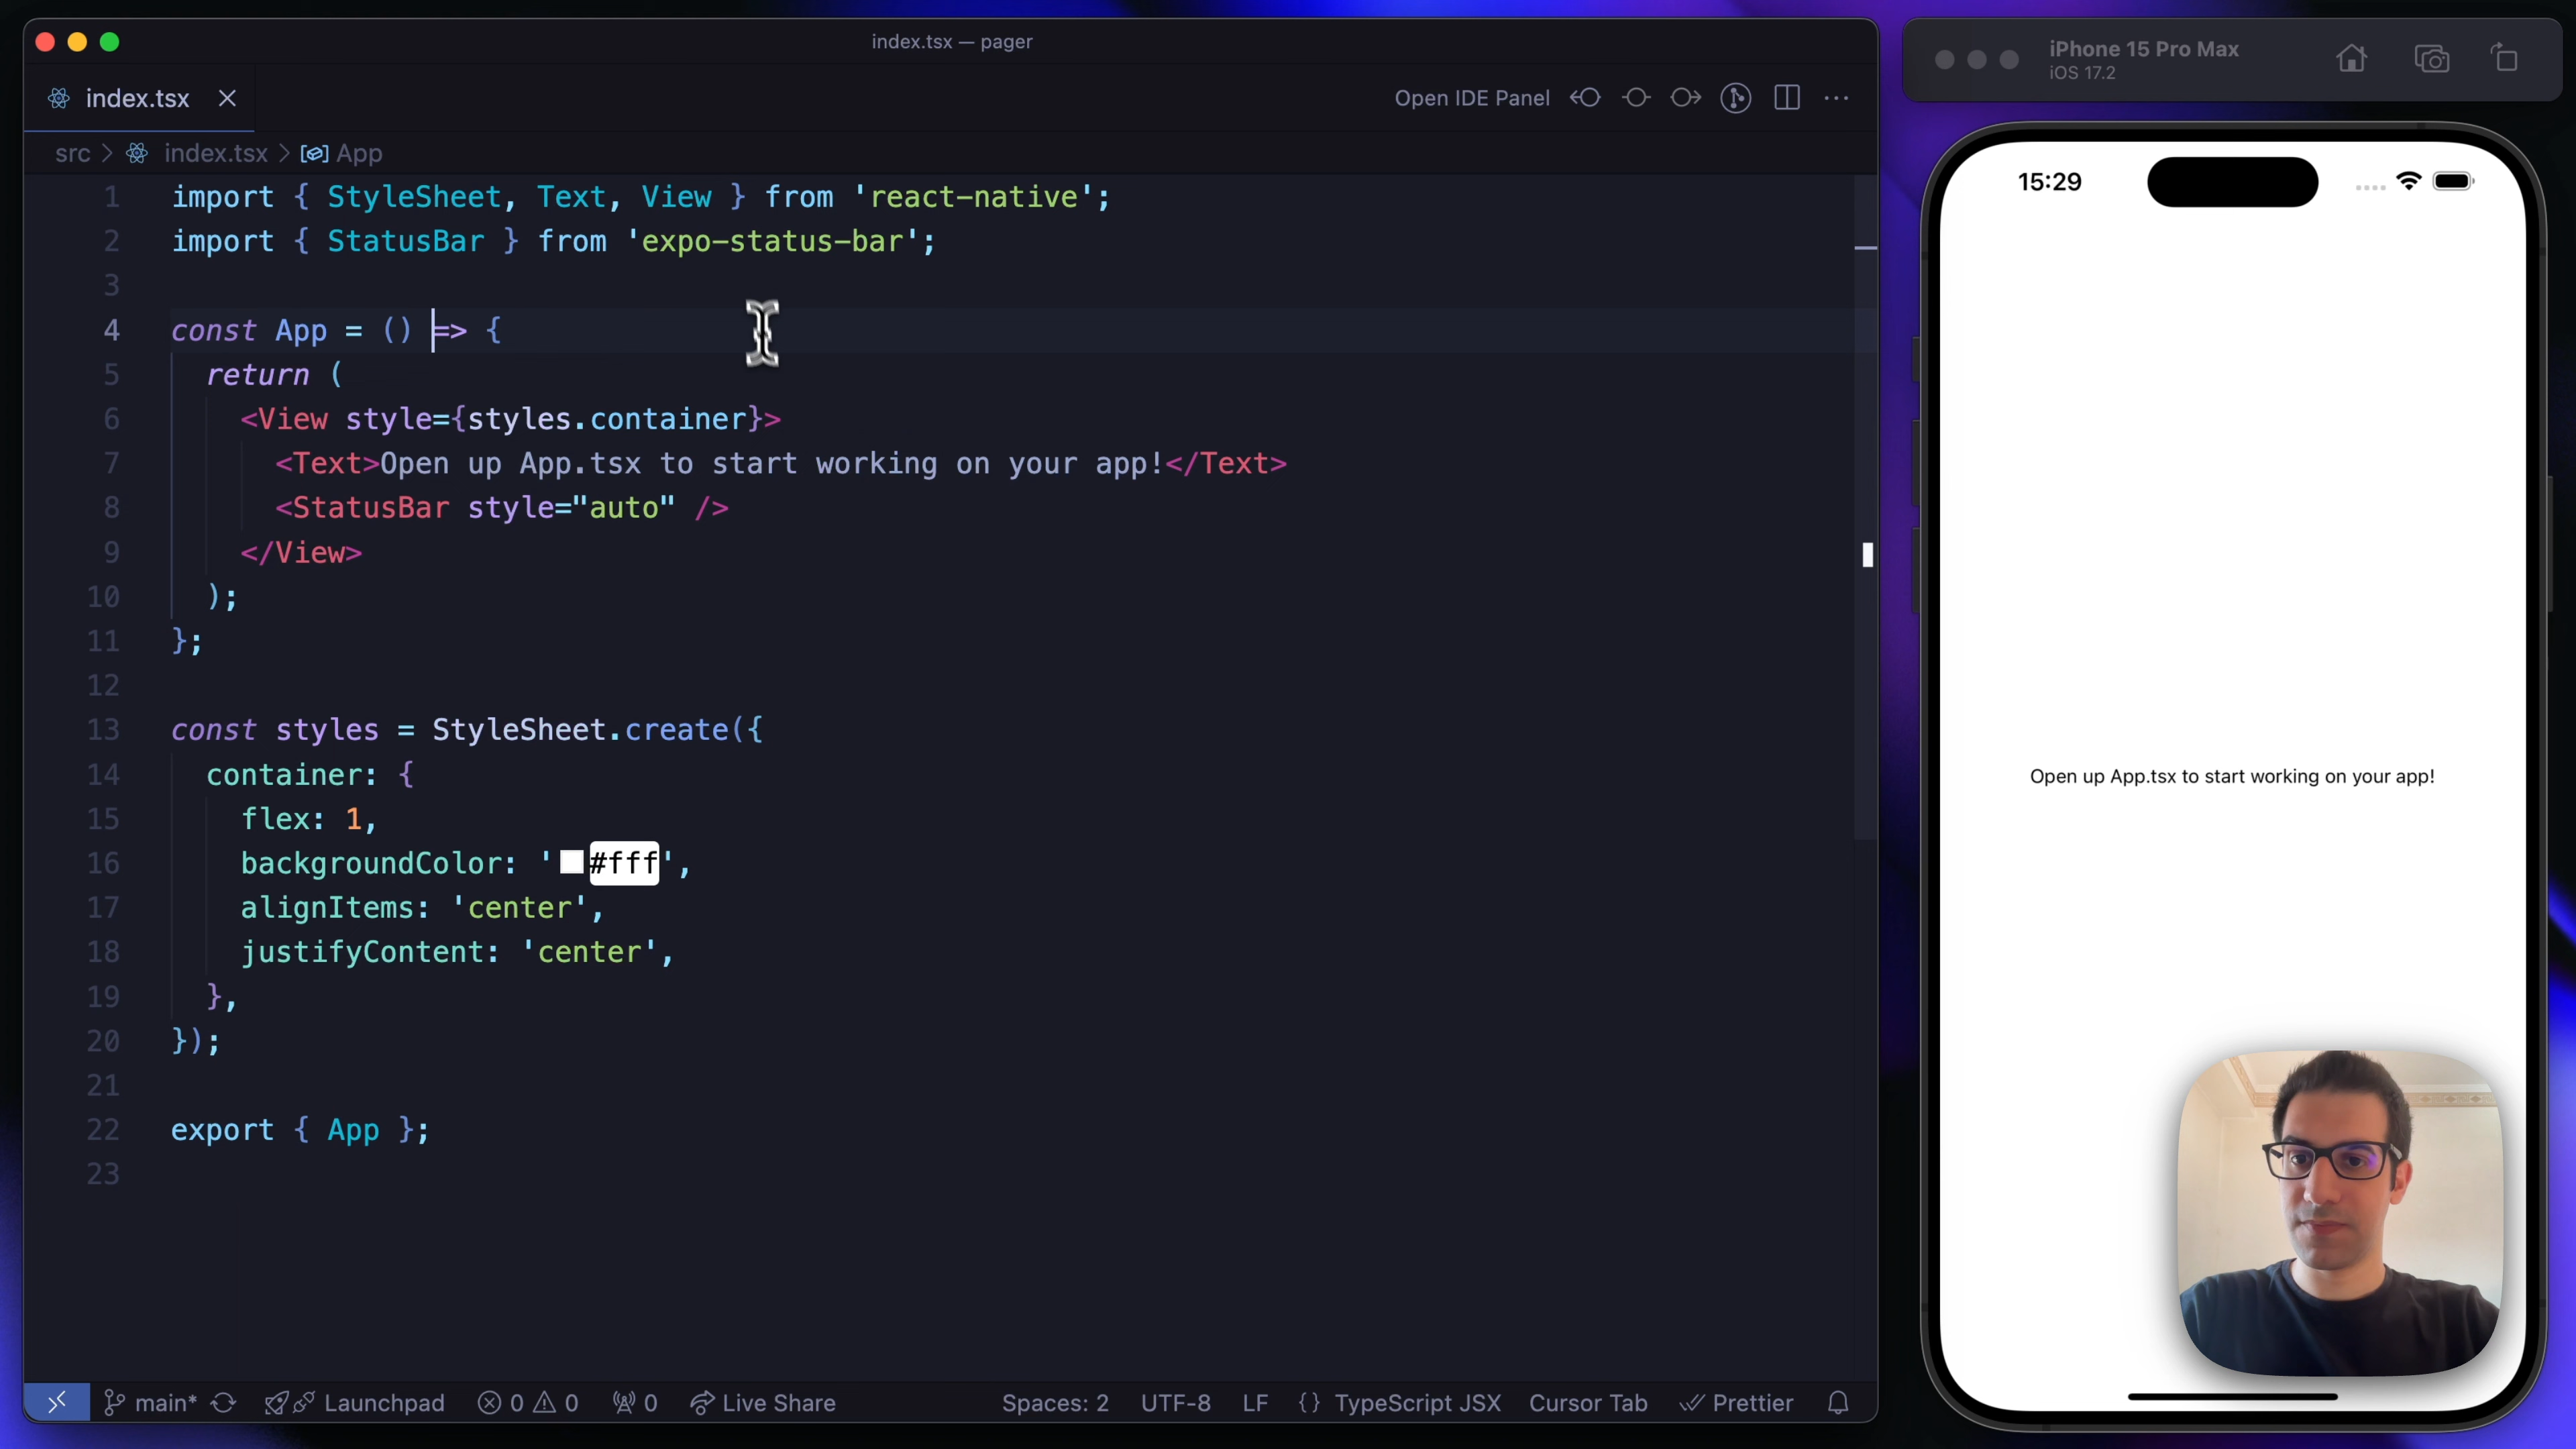 index.tsx — pager
index.tsx
Open IDE Panel
src > index.tsx > App
1 import { StyleSheet, Text, View } from 'react-native';
2 import { StatusBar } from 'expo-status-bar';
3
4 const App = () => {
5 return (
6 <View style={styles.container}>
7 <Text>Open up App.tsx to start working on your app!</Text>
8 <StatusBar style="auto" />
9 </View>
10 );
11 };
12
13 const styles = StyleSheet.create({
14 container: {
15 flex: 1,
16 backgroundColor: '#fff',
17 alignItems: 'center',
18 justifyContent: 'center',
19 },
20 });
21
22 export { App };
23
main* Launchpad 0 0 0 Live Share Spaces: 2 UTF-8 LF {} TypeScript JSX Cursor Tab Prettier
iPhone 15 Pro Max
iOS 17.2
15:29
Open up App.tsx to start working on your app!